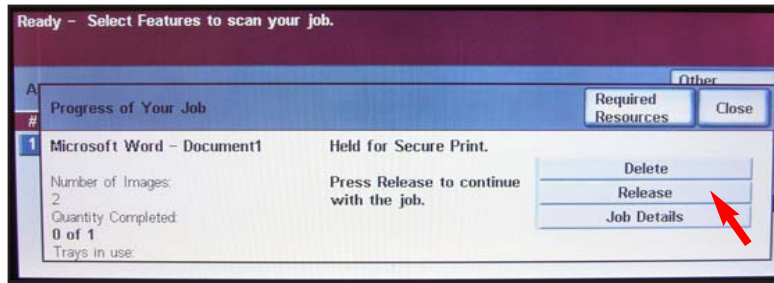 Ready - Select Features to scan your job.
Other
A
Progress of Your Job
Required
Resources
Close
#
1
Microsoft Word - Document1
Held for Secure Print.
Delete
Number of Images:
2
Press Release to continue
with the job.
Release
Quantity Completed:
0 of 1
Job Details
Trays in use: